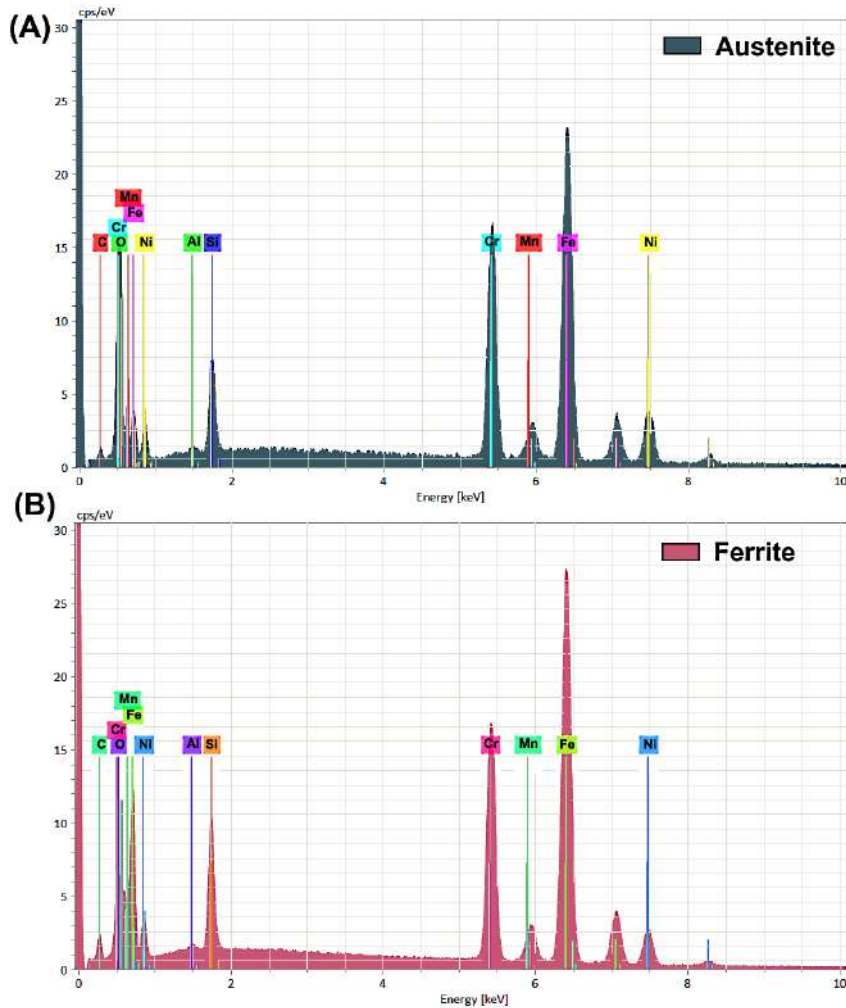 (A)
cps/eV
Austenite
30
25
20
Mn
Fe
Cr
15
C O Ni Al Si Cr Mn Fe Ni
10
5
0
0 2 4 6 8 10
Energy [keV]
(B)
cps/eV
Ferrite
30
25
20
Mn
Fe
Cr
15
C O Ni Al Si Cr Mn Fe Ni
10
5
0
0 2 4 6 8 10
Energy [keV]